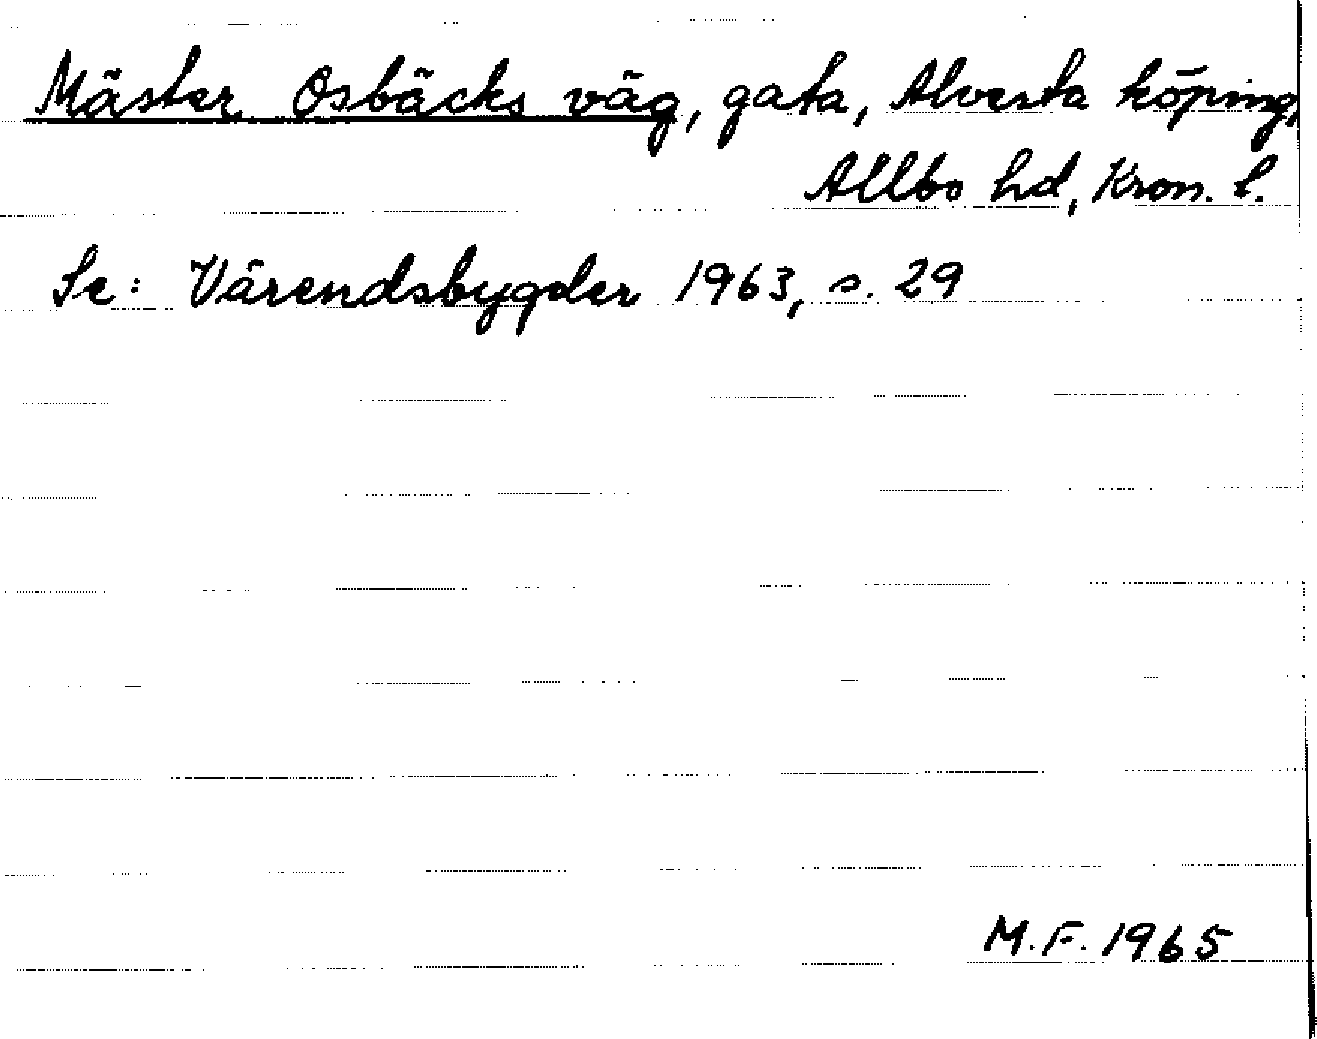 Mäster Osbäcks väg, gata, Alvesta köping,
Allbo hd, Kron. l.
Se: Värendsbygder 1963, s. 29
M.F. 1965